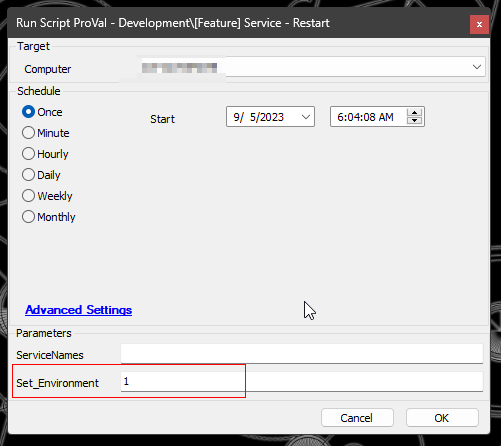 Run Script ProVal - Development\[Feature] Service - Restart
x
Target
Computer
Schedule
Once
Start
9/ 5/2023
6:04:08 AM
Minute
Hourly
Daily
Weekly
Monthly
Advanced Settings
Parameters
ServiceNames
Set_Environment
1
Cancel
OK